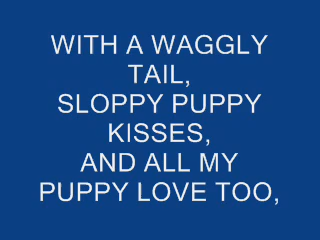 WITH A WAGGLY
TAIL,
SLOPPY PUPPY
KISSES,
AND ALL MY
PUPPY LOVE TOO,